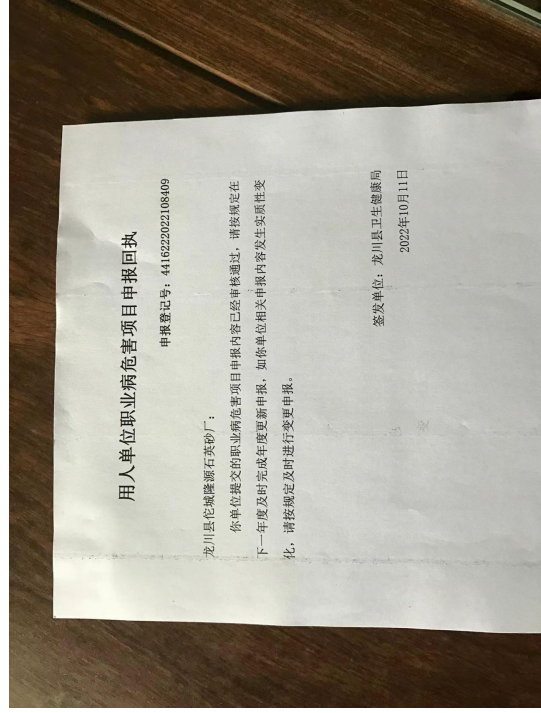 用人单位职业病危害项目申报回执
申报登记号：4416222022108409
龙川县佗城隆源石英砂厂：
你单位提交的职业病危害项目申报内容已经审核通过，请按规定在
下一年度及时完成年度更新申报，如你单位相关申报内容发生实质性变
化，请按规定及时进行变更申报。
签发单位：龙川县卫生健康局
2022年10月11日